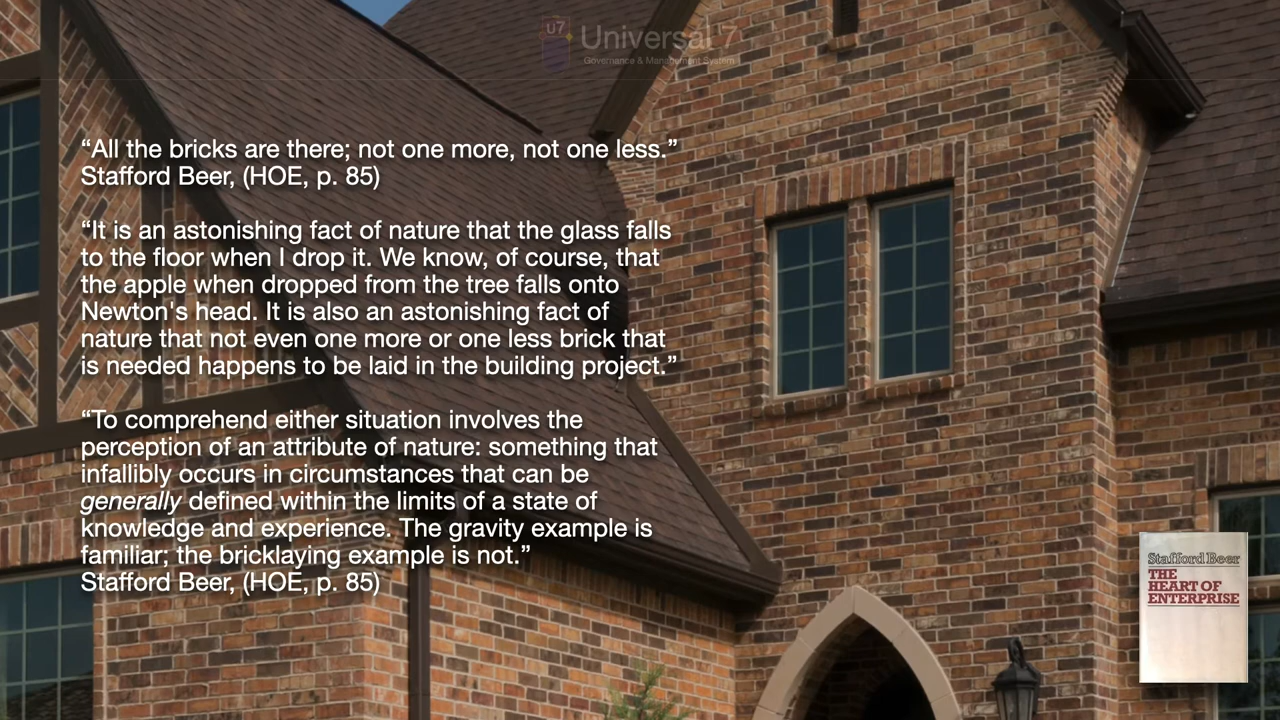 U7
Universal 7
Governance & Management System
“All the bricks are there; not one more, not one less.”
Stafford Beer, (HOE, p. 85)
“It is an astonishing fact of nature that the glass falls
to the floor when I drop it. We know, of course, that
the apple when dropped from the tree falls onto
Newton's head. It is also an astonishing fact of
nature that not even one more or one less brick that
is needed happens to be laid in the building project.”
“To comprehend either situation involves the
perception of an attribute of nature: something that
infallibly occurs in circumstances that can be
generally defined within the limits of a state of
knowledge and experience. The gravity example is
familiar; the bricklaying example is not.”
Stafford Beer, (HOE, p. 85)
Stafford Beer
THE
HEART OF
ENTERPRISE